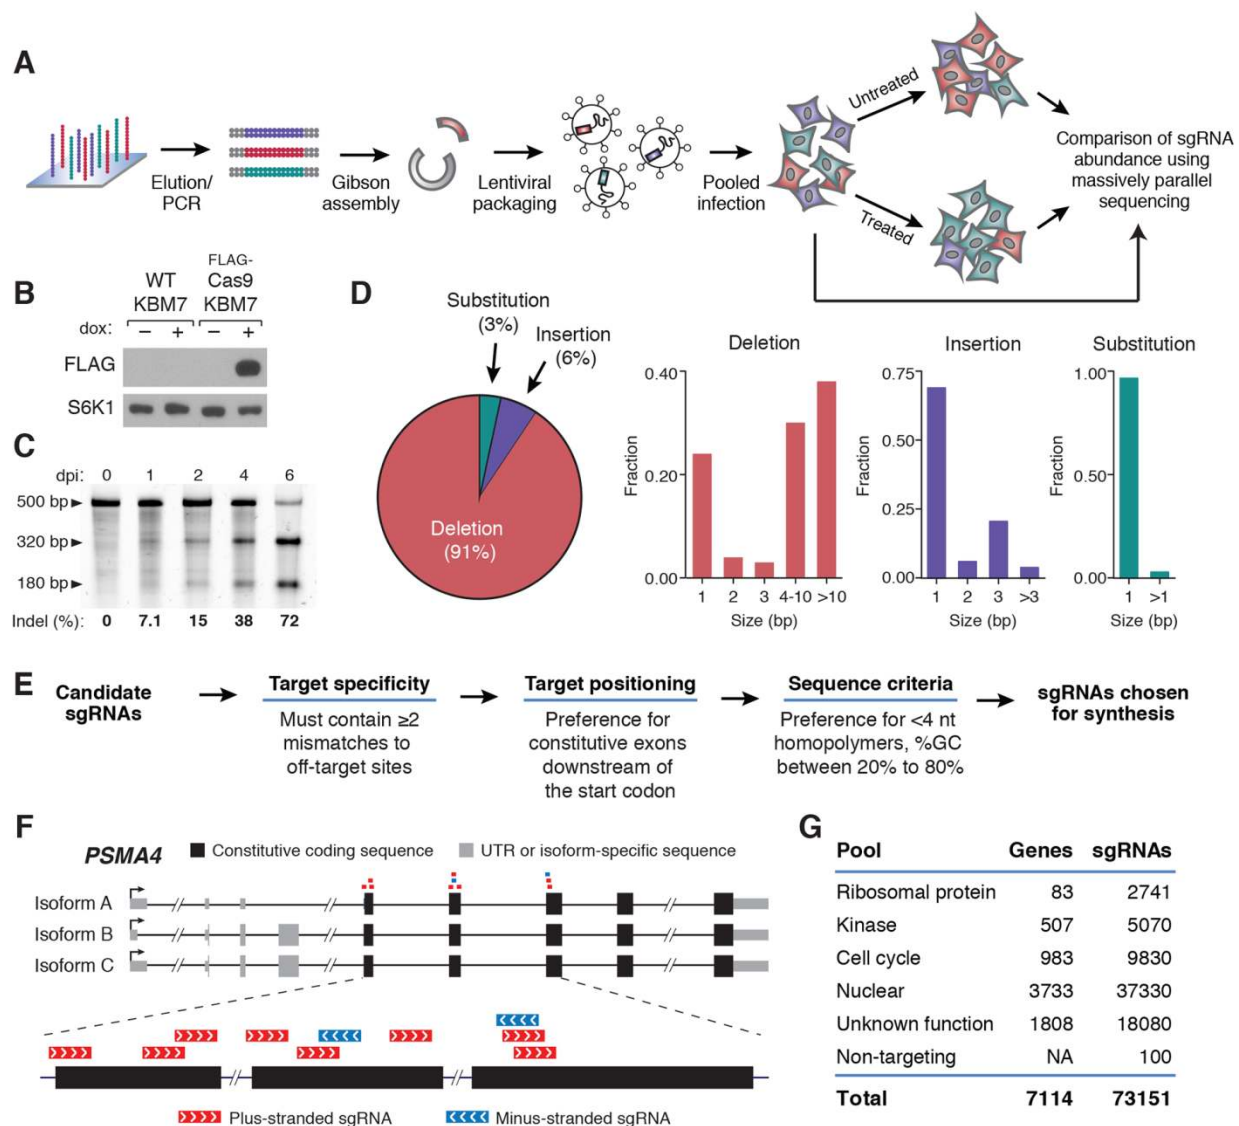 A
Elution/
PCR
Gibson
assembly
Lentiviral
packaging
Pooled
infection
Untreated
Treated
Comparison of sgRNA
abundance using
massively parallel
sequencing
B
WT
KBM7
FLAG-
Cas9
KBM7
dox: – + – +
FLAG
S6K1
C
dpi: 0 1 2 4 6
500 bp
320 bp
180 bp
Indel (%): 0 7.1 15 38 72
D
Substitution
(3%)
Insertion
(6%)
Deletion
(91%)
Deletion
Fraction
0.40
0.20
0.00
1 2 3 4-10 >10
Size (bp)
Insertion
Fraction
0.75
0.50
0.25
0.00
1 2 3 >3
Size (bp)
Substitution
Fraction
1.00
0.50
0.00
1 >1
Size (bp)
E
Candidate
sgRNAs
Target specificity
Must contain ≥2
mismatches to
off-target sites
Target positioning
Preference for
constitutive exons
downstream of
the start codon
Sequence criteria
Preference for <4 nt
homopolymers, %GC
between 20% to 80%
sgRNAs chosen
for synthesis
F
PSMA4
Constitutive coding sequence
UTR or isoform-specific sequence
Isoform A
Isoform B
Isoform C
Plus-stranded sgRNA
Minus-stranded sgRNA
G
Pool Genes sgRNAs
Ribosomal protein 83 2741
Kinase 507 5070
Cell cycle 983 9830
Nuclear 3733 37330
Unknown function 1808 18080
Non-targeting NA 100
Total 7114 73151